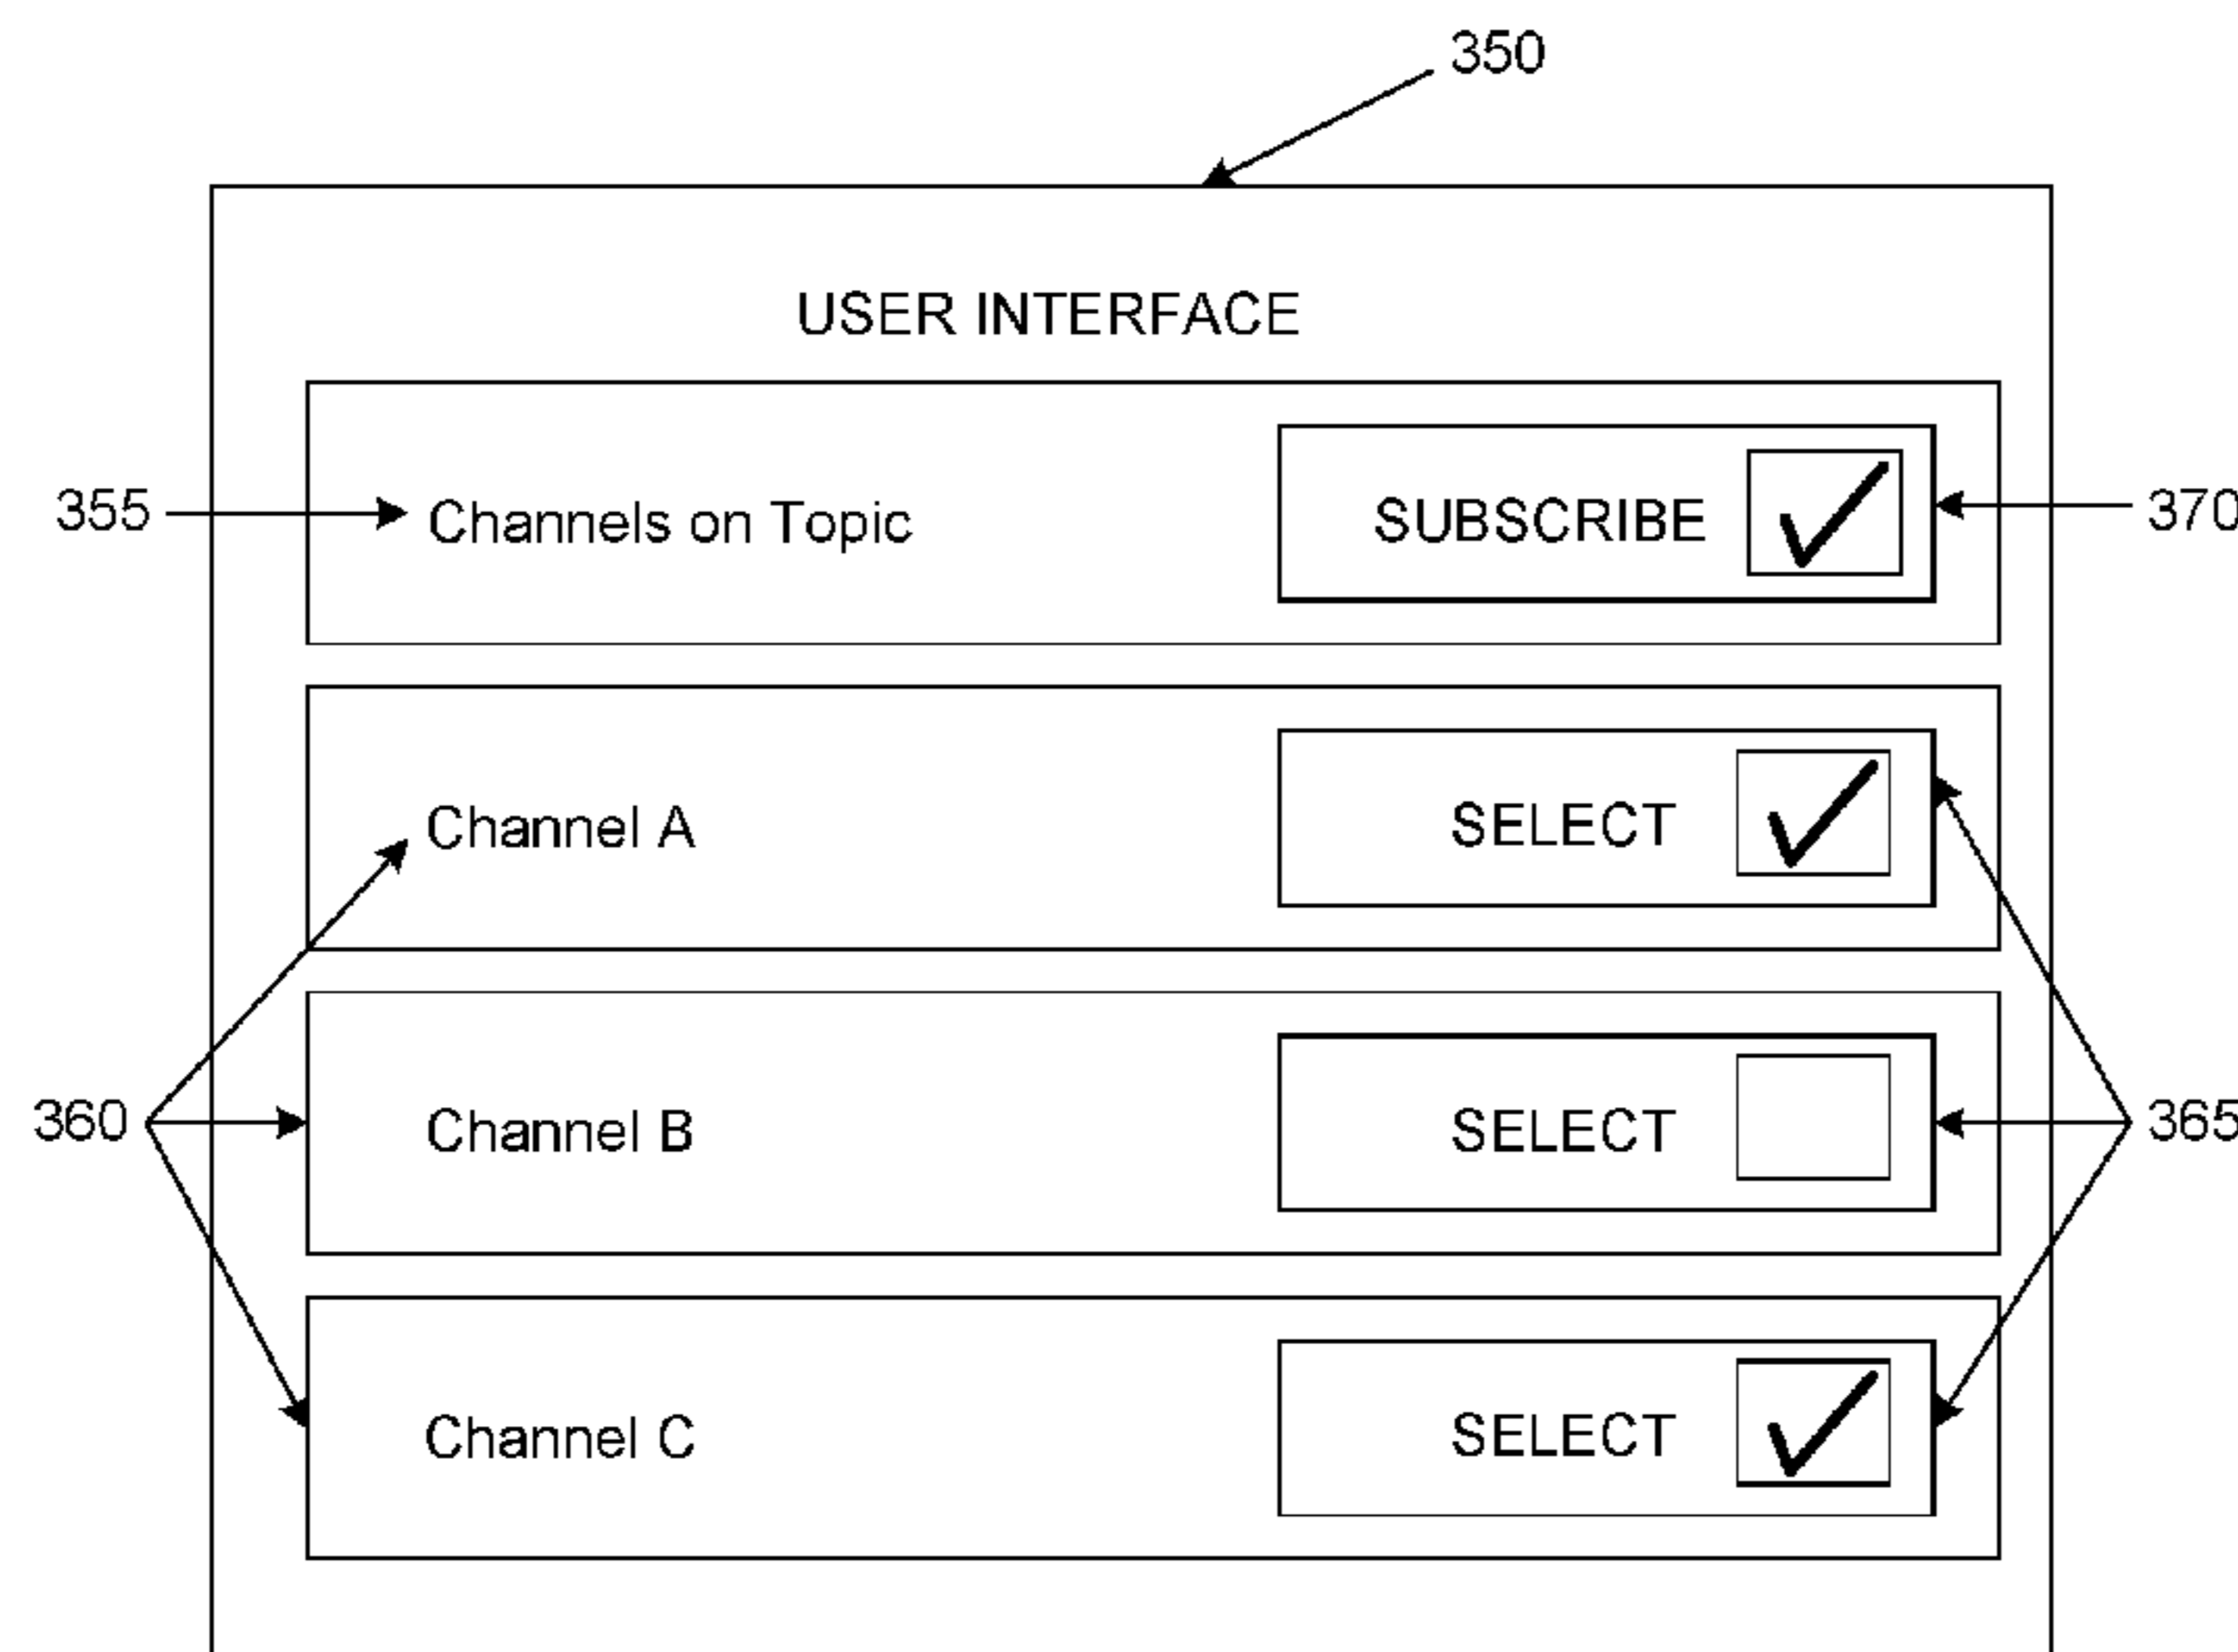 350
USER INTERFACE
355 Channels on Topic SUBSCRIBE 370
Channel A SELECT
360 Channel B SELECT 365
Channel C SELECT